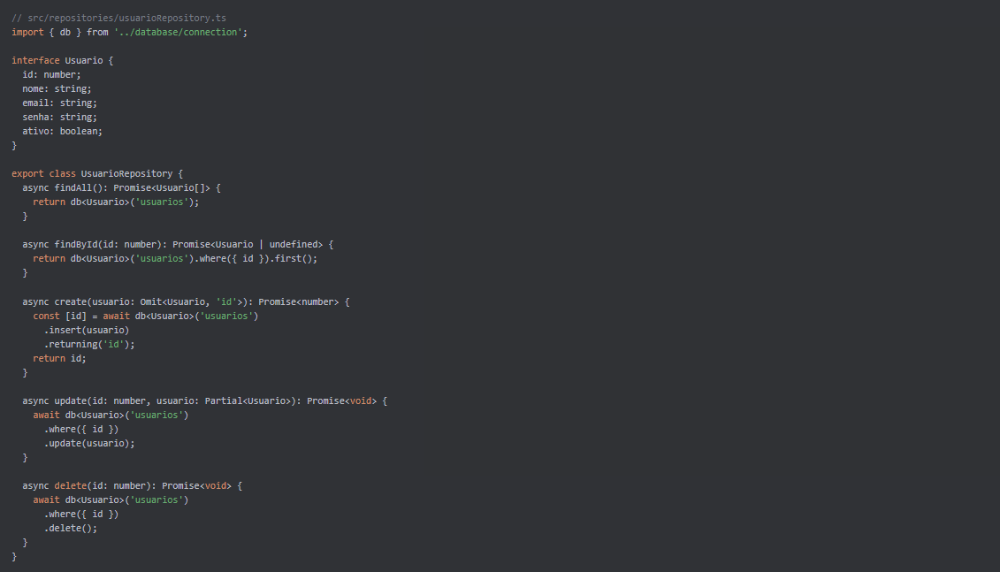 // src/repositories/usuarioRepository.ts
import { db } from '../database/connection';
interface Usuario {
  id: number;
  nome: string;
  email: string;
  senha: string;
  ativo: boolean;
}
export class UsuarioRepository {
  async findAll(): Promise<Usuario[]> {
    return db<Usuario>('usuarios');
  }
  async findById(id: number): Promise<Usuario | undefined> {
    return db<Usuario>('usuarios').where({ id }).first();
  }
  async create(usuario: Omit<Usuario, 'id'>): Promise<number> {
    const [id] = await db<Usuario>('usuarios')
      .insert(usuario)
      .returning('id');
    return id;
  }
  async update(id: number, usuario: Partial<Usuario>): Promise<void> {
    await db<Usuario>('usuarios')
      .where({ id })
      .update(usuario);
  }
  async delete(id: number): Promise<void> {
    await db<Usuario>('usuarios')
      .where({ id })
      .delete();
  }
}